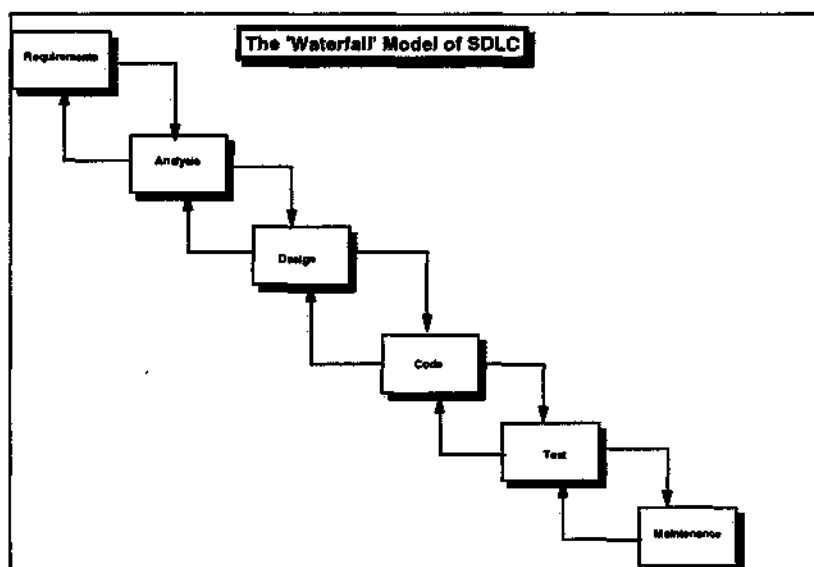 The 'Waterfall' Model of SDLC
Requirements
Analysis
Design
Code
Test
Maintenance